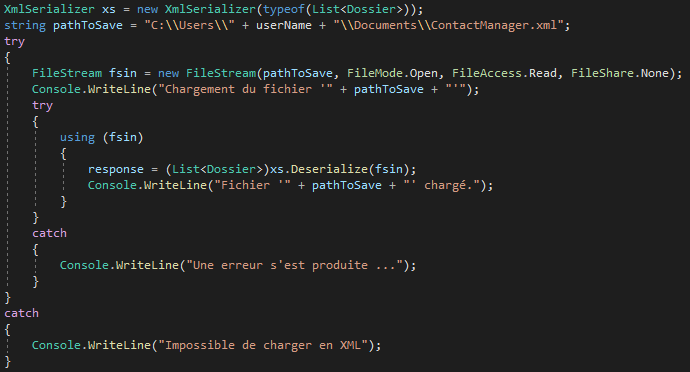 XmlSerializer xs = new XmlSerializer(typeof(List<Dossier>));
string pathToSave = "C:\\Users\\" + userName + "\\Documents\\ContactManager.xml";
try
{
    FileStream fsin = new FileStream(pathToSave, FileMode.Open, FileAccess.Read, FileShare.None);
    Console.WriteLine("Chargement du fichier '" + pathToSave + "'");
    try
    {
        using (fsin)
        {
            response = (List<Dossier>)xs.Deserialize(fsin);
            Console.WriteLine("Fichier '" + pathToSave + "' chargé.");
        }
    }
    catch
    {
        Console.WriteLine("Une erreur s'est produite ...");
    }
}
catch
{
    Console.WriteLine("Impossible de charger en XML");
}